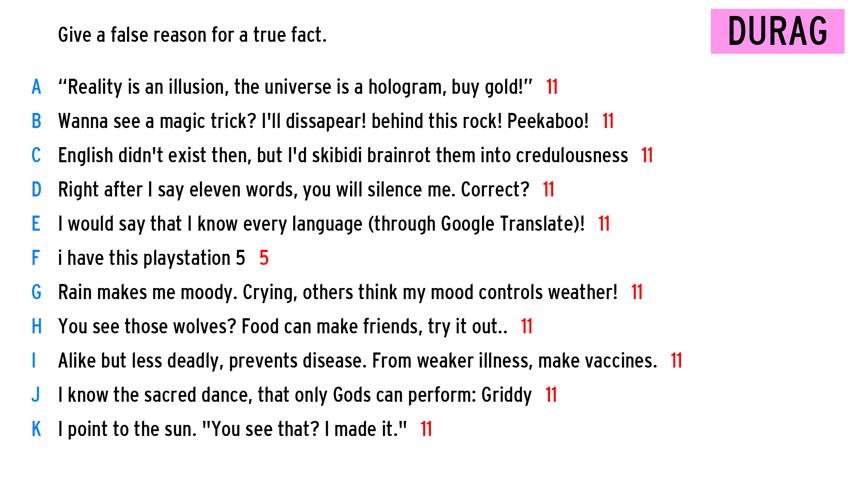 Give a false reason for a true fact.
DURAG
A “Reality is an illusion, the universe is a hologram, buy gold!” 11
B Wanna see a magic trick? I'll dissapear! behind this rock! Peekaboo! 11
C English didn't exist then, but I'd skibidi brainrot them into credulousness 11
D Right after I say eleven words, you will silence me. Correct? 11
E I would say that I know every language (through Google Translate)! 11
F i have this playstation 5 5
G Rain makes me moody. Crying, others think my mood controls weather! 11
H You see those wolves? Food can make friends, try it out.. 11
I Alike but less deadly, prevents disease. From weaker illness, make vaccines. 11
J I know the sacred dance, that only Gods can perform: Griddy 11
K I point to the sun. "You see that? I made it." 11